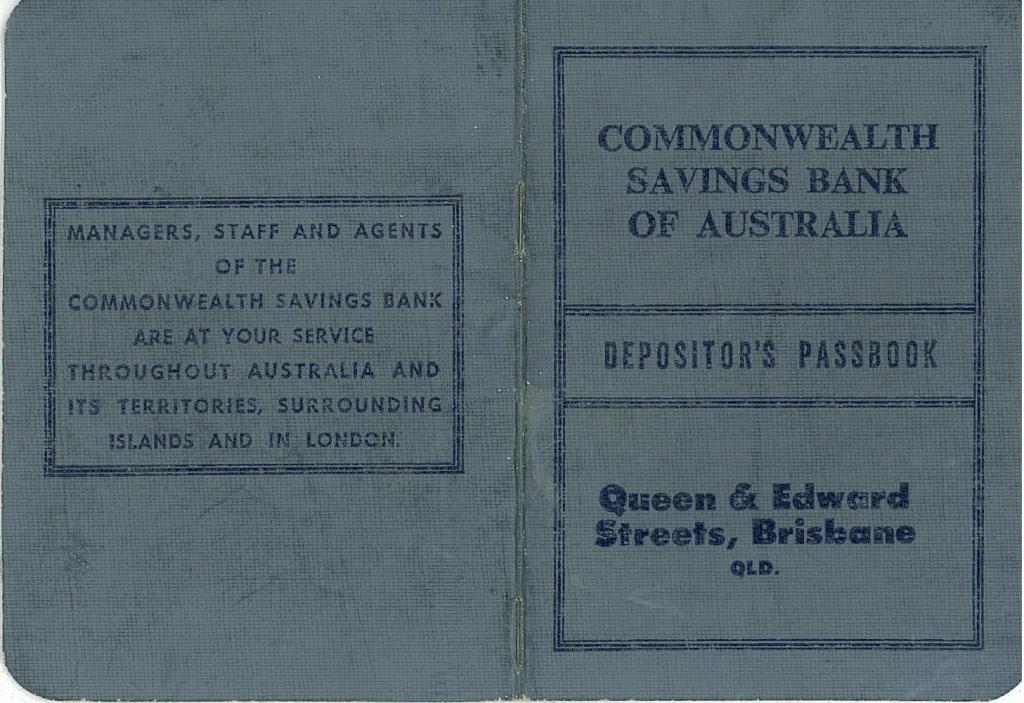 MANAGERS, STAFF AND AGENTS
OF THE
COMMONWEALTH SAVINGS BANK
ARE AT YOUR SERVICE
THROUGHOUT AUSTRALIA AND
ITS TERRITORIES, SURROUNDING
ISLANDS AND IN LONDON.
COMMONWEALTH
SAVINGS BANK
OF AUSTRALIA
DEPOSITOR'S PASSBOOK
Queen & Edward
Streets, Brisbane
QLD.